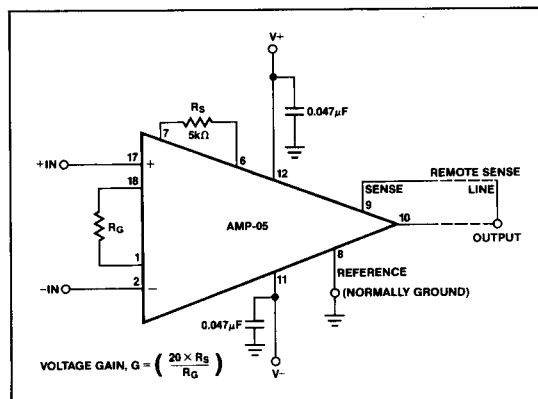 V+
RS
5kΩ
0.047µF
7
6
+IN
17
+
12
18
REMOTE SENSE
SENSE
LINE
9
RG
AMP-05
10
OUTPUT
1
8
REFERENCE
-IN
2
-
11
(NORMALLY GROUND)
0.047µF
VOLTAGE GAIN, G = ( 20 × RS / RG )
V-